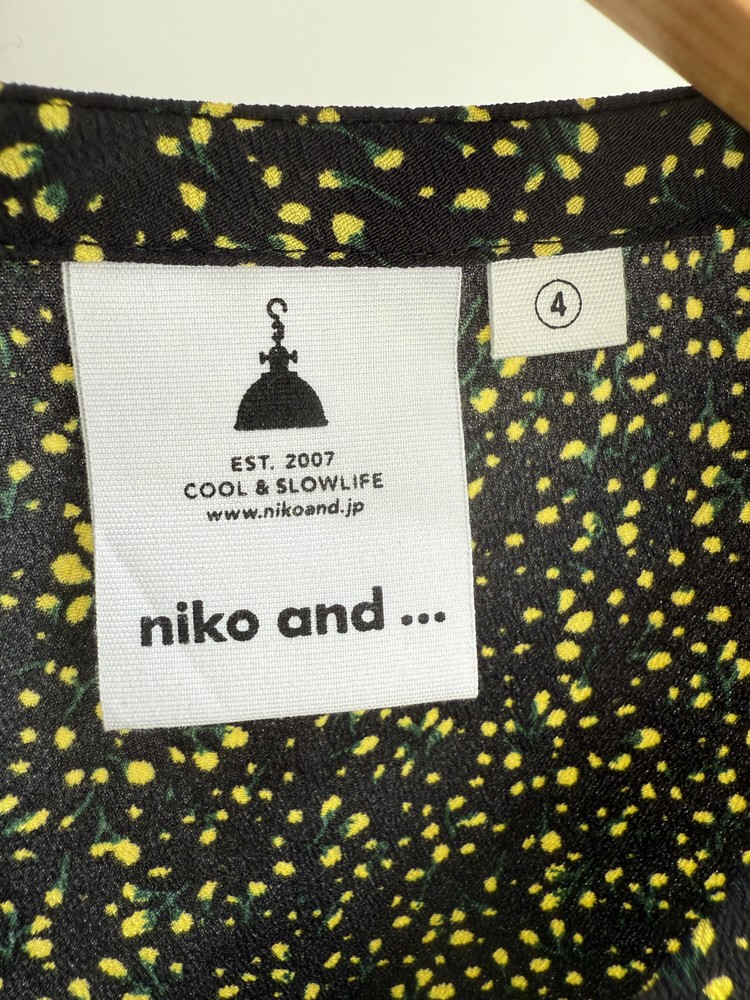 ④
EST. 2007
COOL & SLOWLIFE
www.nikoand.jp
niko and ...